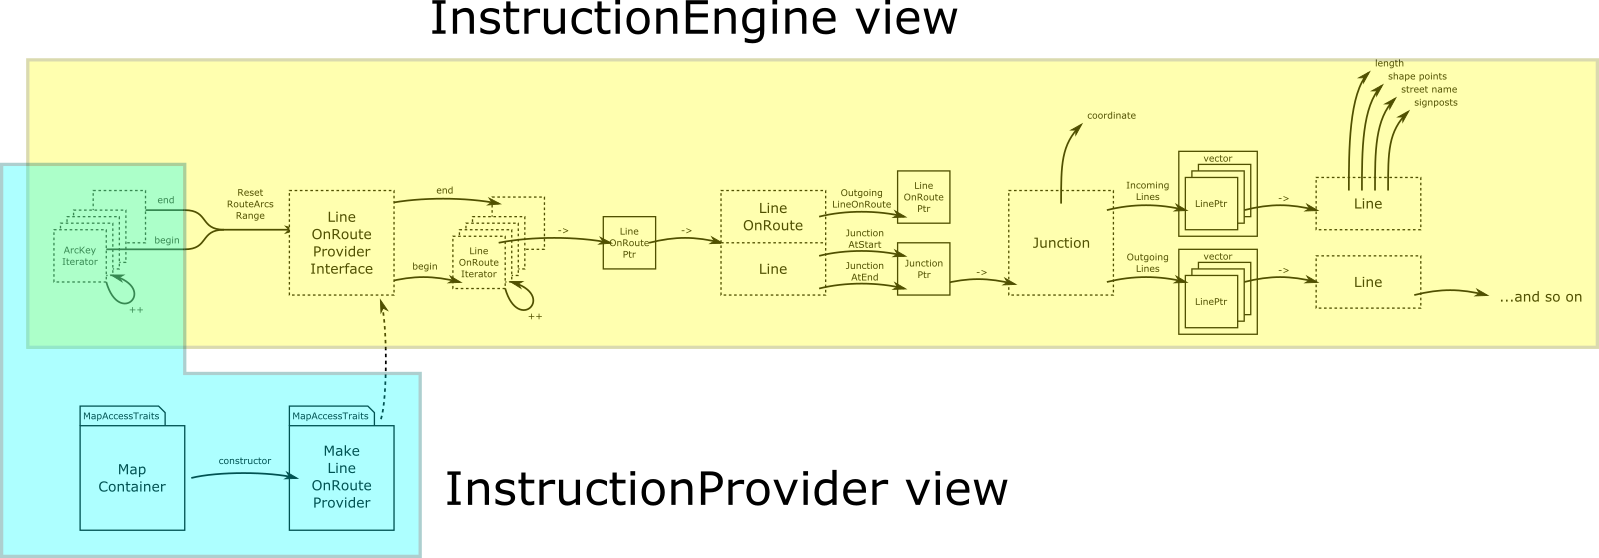 InstructionEngine view
length
shape points
street name
signposts
coordinate
end
begin
ArcKey
Iterator
++
Reset
RouteArcs
Range
Line
OnRoute
Provider
Interface
end
begin
Line
OnRoute
Iterator
++
->
Line
OnRoute
Ptr
->
Line
OnRoute
Line
Outgoing
LineOnRoute
Junction
AtStart
Junction
AtEnd
Line
OnRoute
Ptr
Junction
Ptr
->
Junction
Incoming
Lines
Outgoing
Lines
vector
LinePtr
->
Line
vector
LinePtr
->
Line
...and so on
MapAccessTraits
Map
Container
constructor
MapAccessTraits
Make
Line
OnRoute
Provider
InstructionProvider view